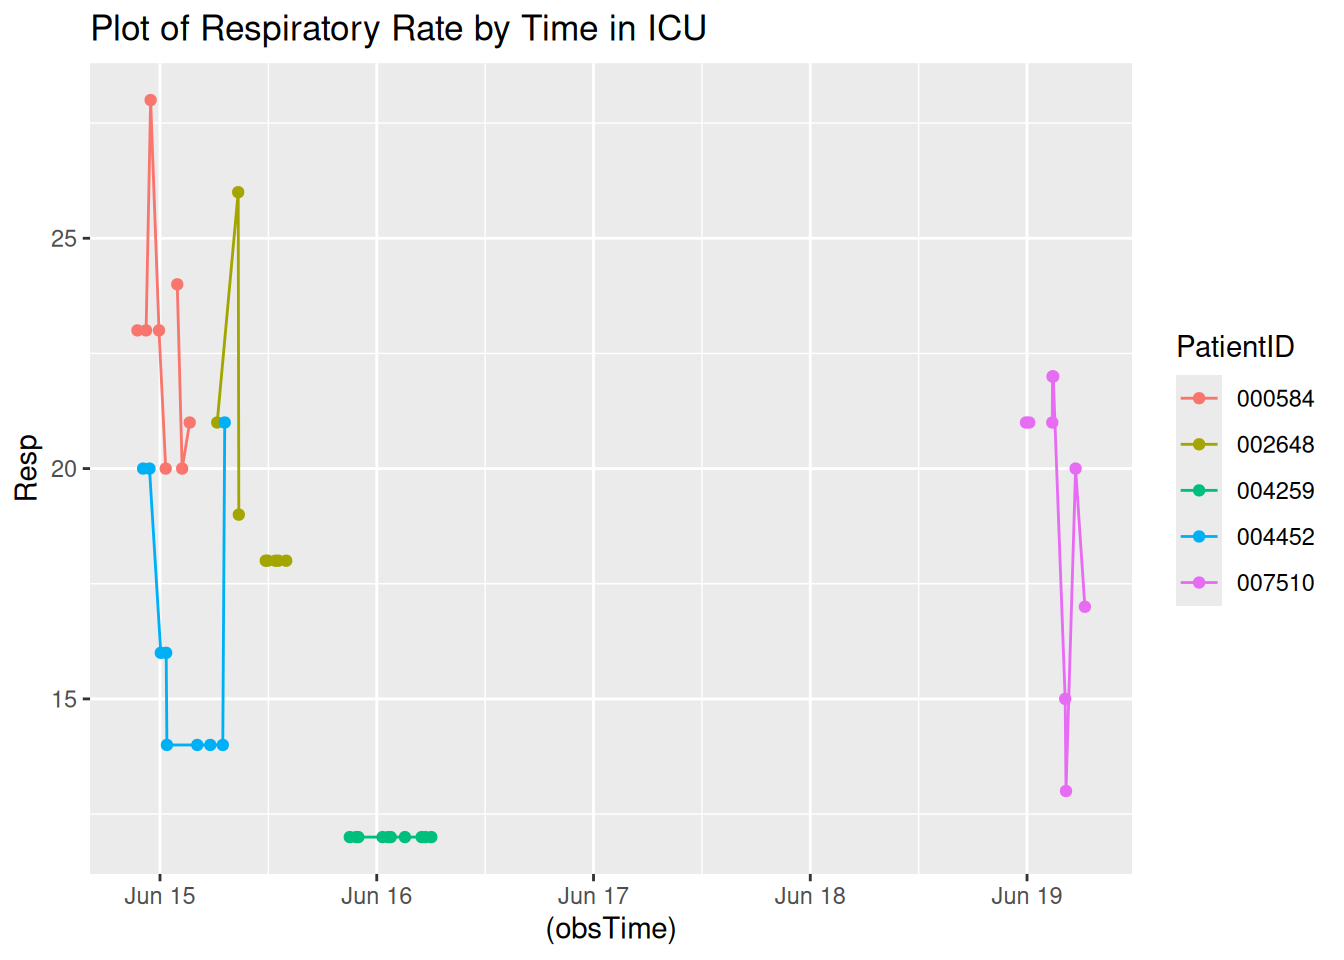 Plot of Respiratory Rate by Time in ICU
25
20
15
Resp
Jun 15 Jun 16 Jun 17 Jun 18 Jun 19
(obsTime)
PatientID
000584
002648
004259
004452
007510